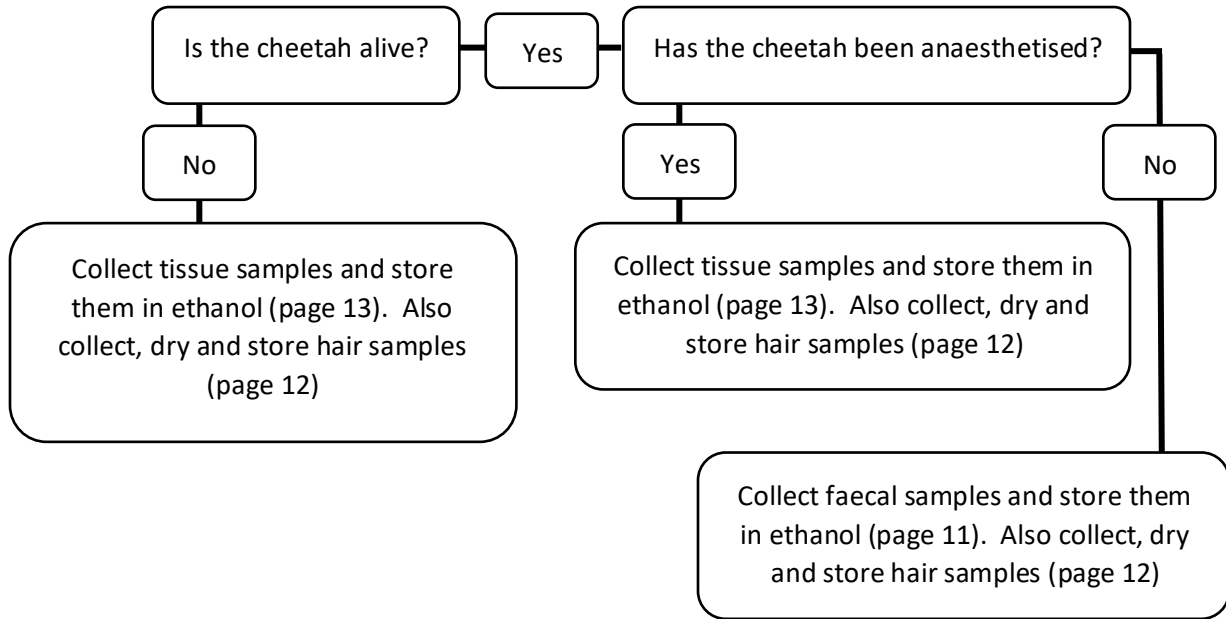 Is the cheetah alive?
Yes
Has the cheetah been anaesthetised?
No
Yes
No
Collect tissue samples and store
them in ethanol (page 13).  Also
collect, dry and store hair samples
(page 12)
Collect tissue samples and store them in
ethanol (page 13).  Also collect, dry and
store hair samples (page 12)
Collect faecal samples and store them
in ethanol (page 11).  Also collect, dry
and store hair samples (page 12)